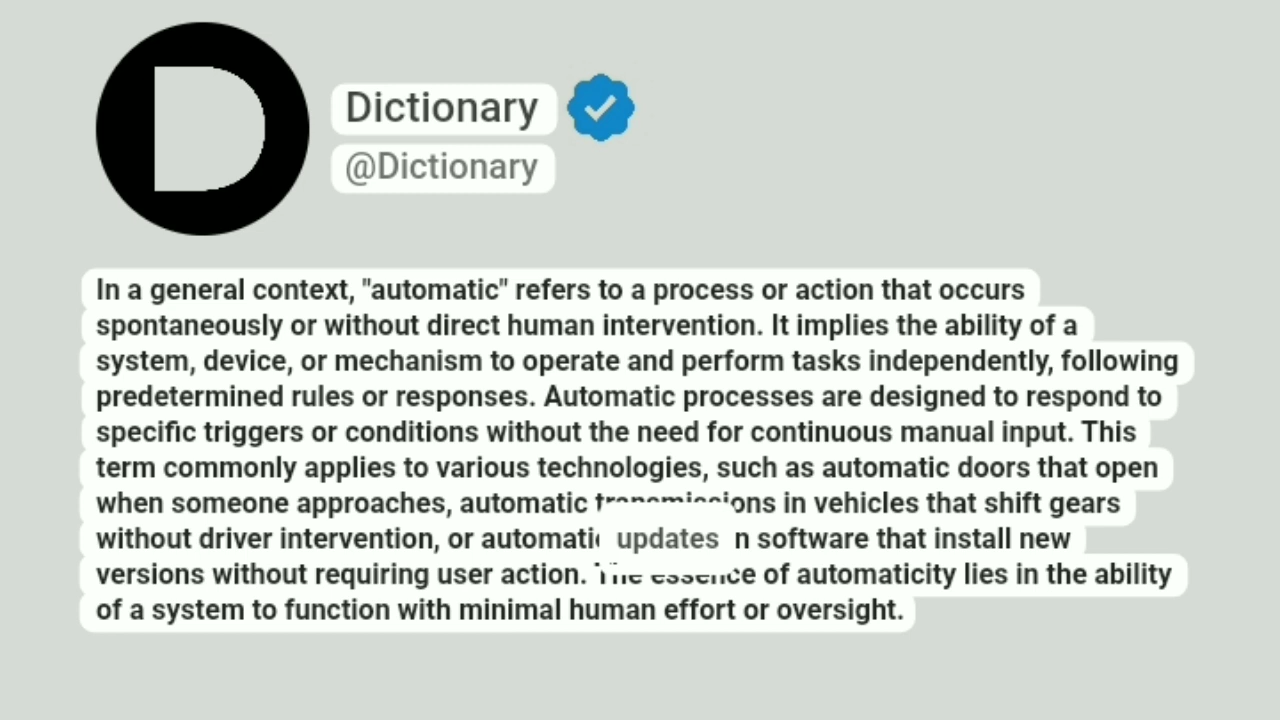 D
Dictionary
@Dictionary
In a general context, "automatic" refers to a process or action that occurs
spontaneously or without direct human intervention. It implies the ability of a
system, device, or mechanism to operate and perform tasks independently, following
predetermined rules or responses. Automatic processes are designed to respond to
specific triggers or conditions without the need for continuous manual input. This
term commonly applies to various technologies, such as automatic doors that open
when someone approaches, automatic transmissions in vehicles that shift gears
without driver intervention, or automatic updates in software that install new
versions without requiring user action. The essence of automaticity lies in the ability
of a system to function with minimal human effort or oversight.